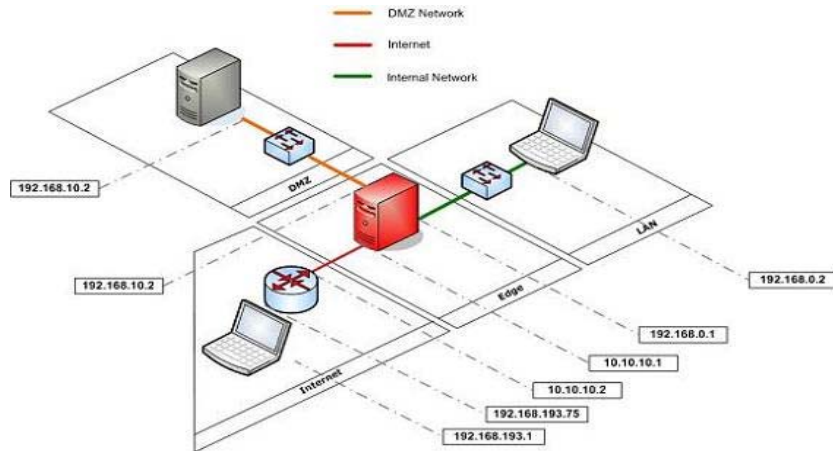 DMZ Network
Internet
Internal Network
192.168.10.2
DMZ
LAN
192.168.10.2
192.168.0.2
Edge
192.168.0.1
10.10.10.1
Internet
10.10.10.2
192.168.193.75
192.168.193.1